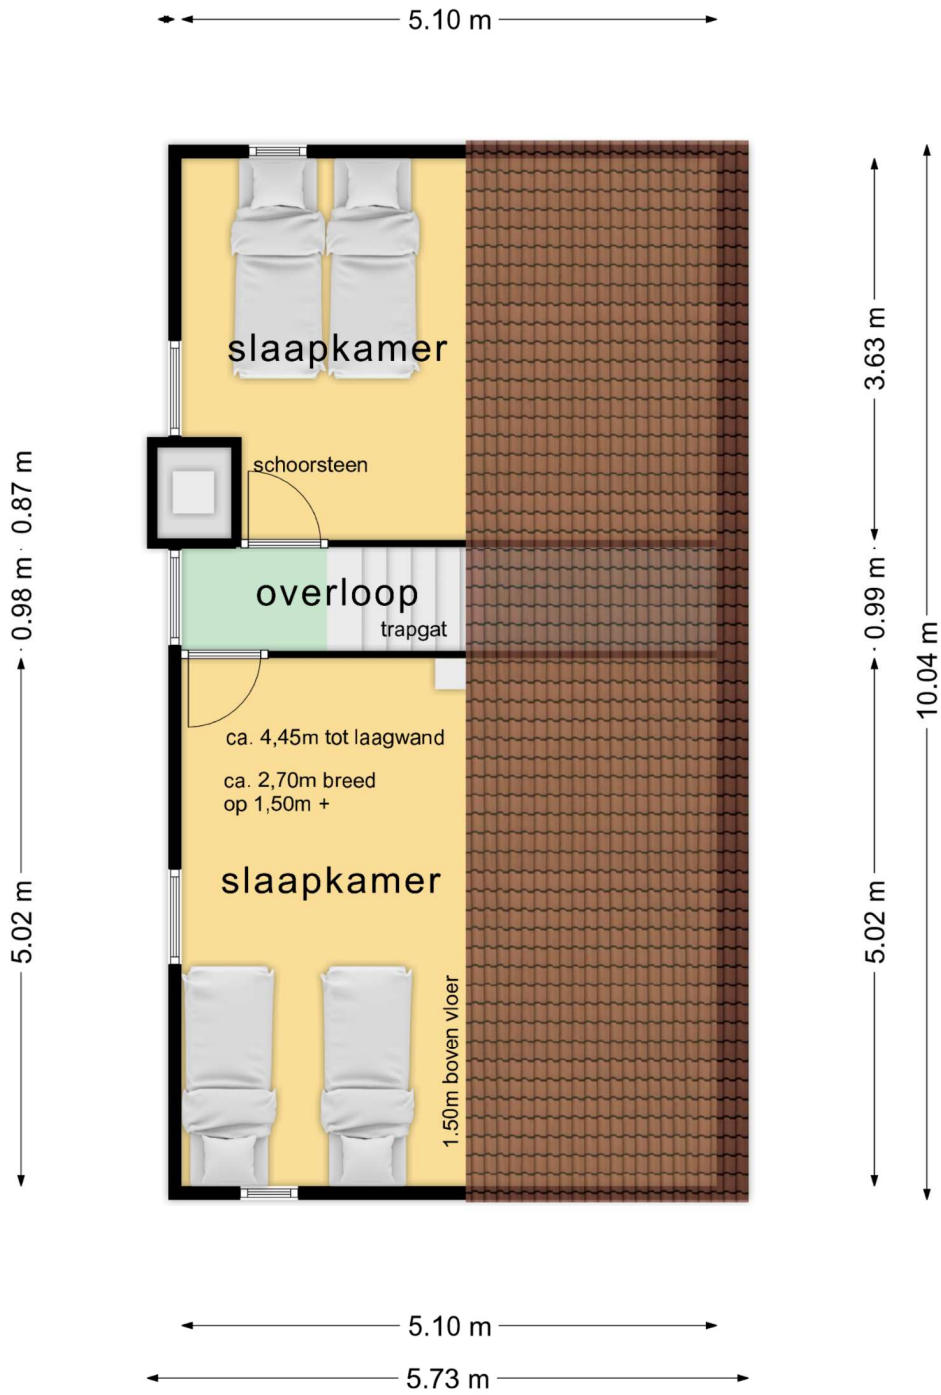 5.10 m
3.63 m
slaapkamer
schoorsteen
0.87 m
0.98 m
overloop
trapgat
0.99 m
10.04 m
ca. 4,45m tot laagwand
ca. 2,70m breed
op 1,50m +
slaapkamer
5.02 m
5.02 m
1.50m boven vloer
5.10 m
5.73 m